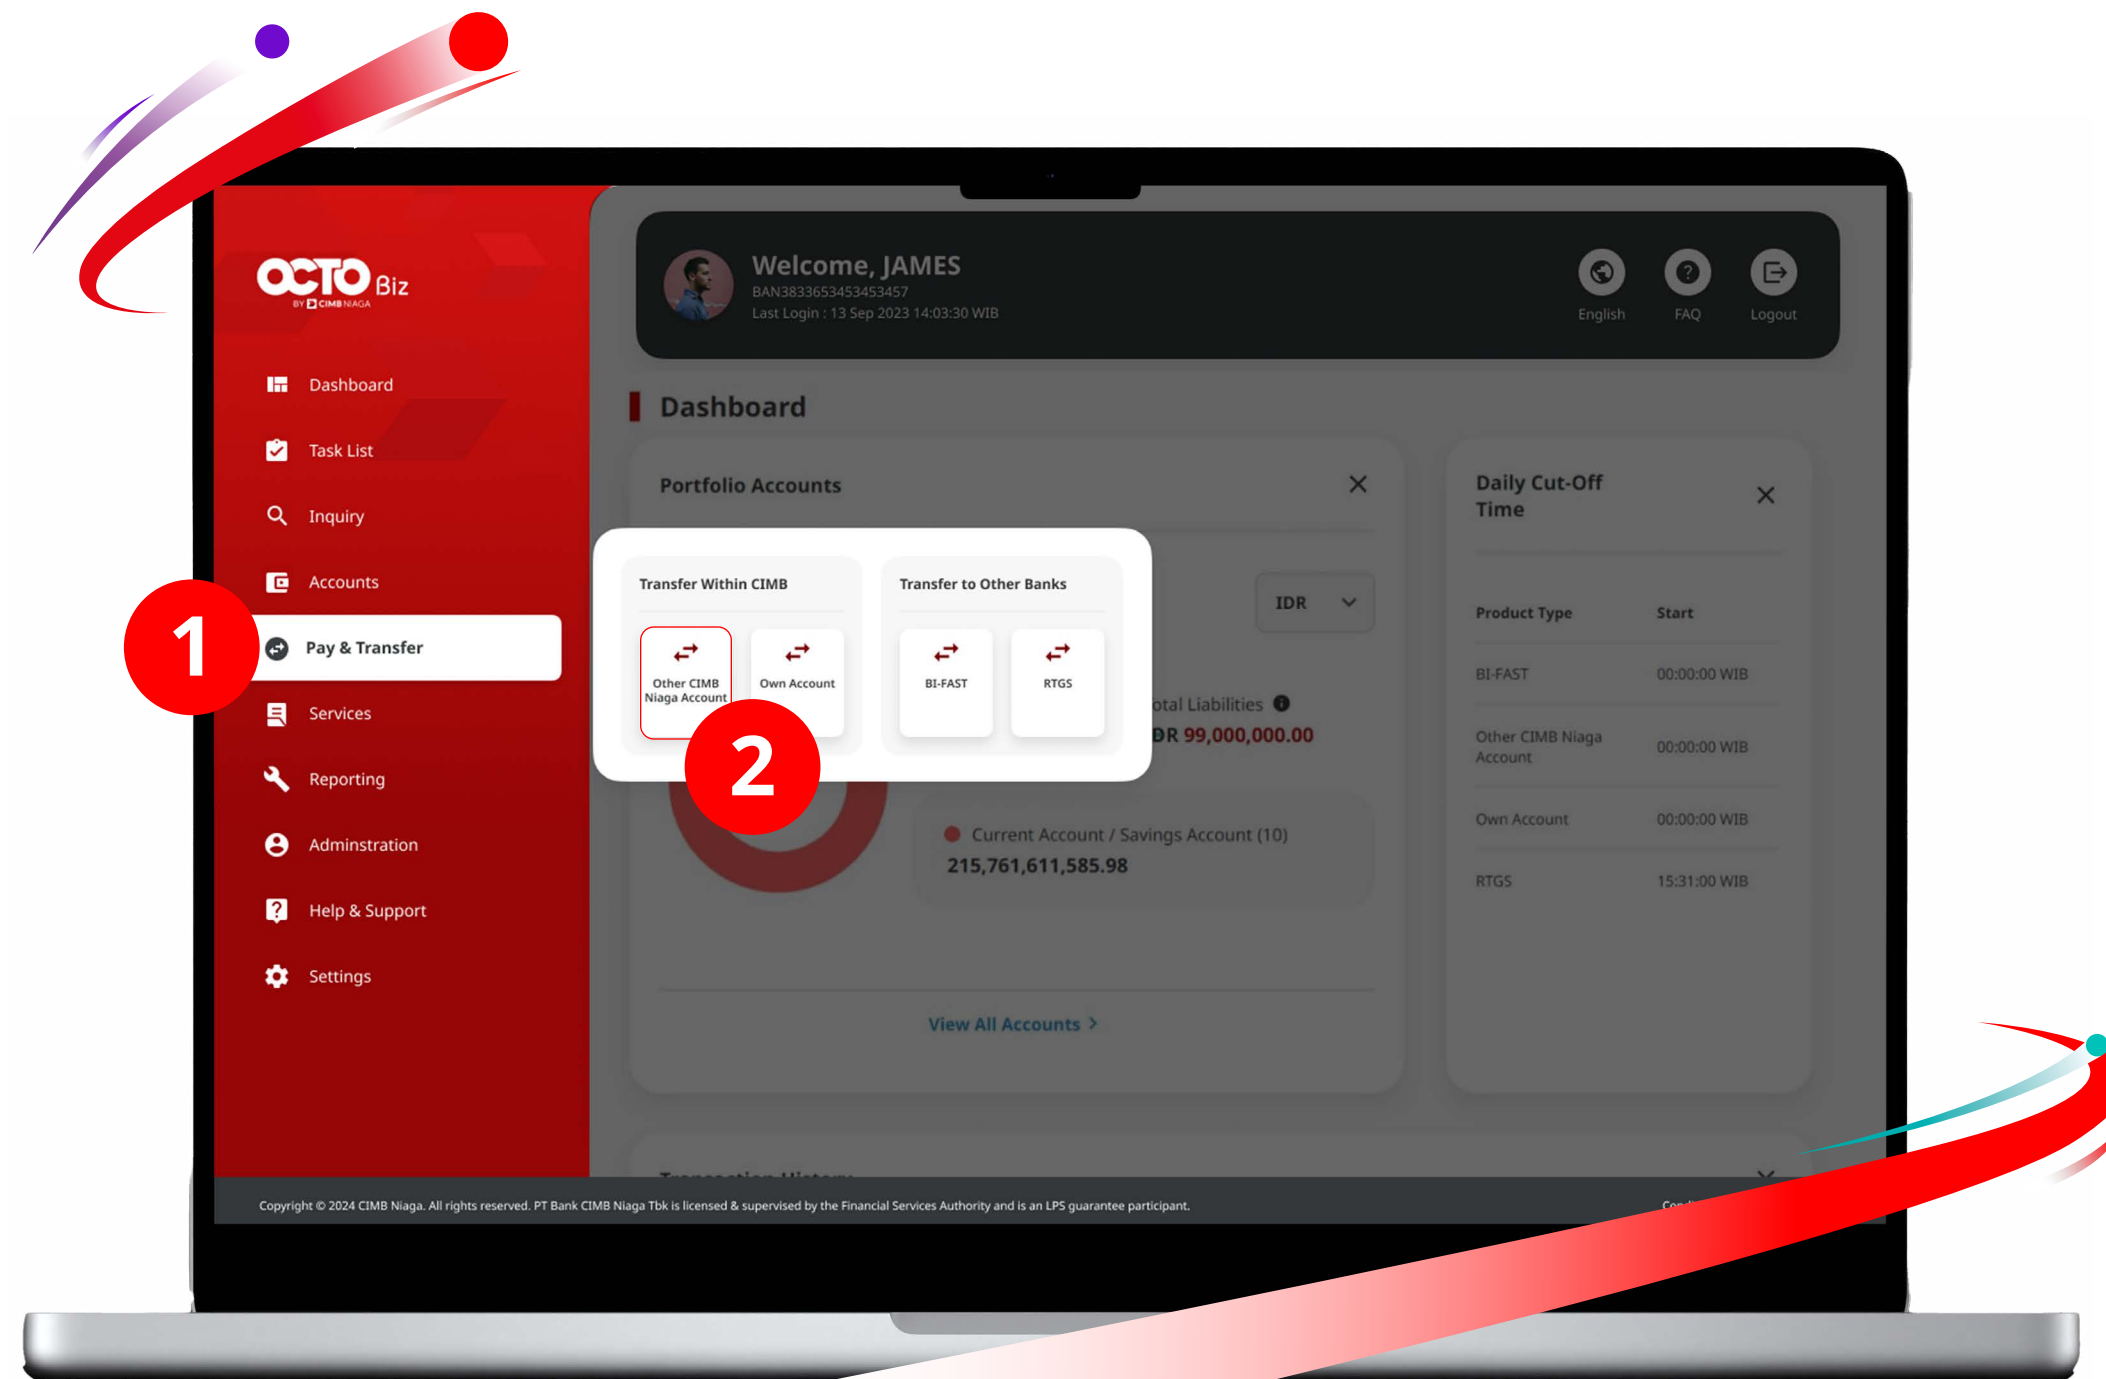 OCTO Biz
BY CIMB NIAGA
Dashboard
Task List
Inquiry
Accounts
1
Pay & Transfer
Services
Reporting
Adminstration
Help & Support
Settings
Welcome, JAMES
BAN3833653453453457
Last Login : 13 Sep 2023 14:03:30 WIB
English
FAQ
Logout
Dashboard
Portfolio Accounts
IDR
Transfer Within CIMB
Other CIMB
Niaga Account
Own Account
2
Transfer to Other Banks
BI-FAST
RTGS
Liabilities
99,000,000.00
Current Account / Savings Account (10)
215,761,611,585.98
View All Accounts
Daily Cut-Off
Time
Product Type Start
BI-FAST 00:00:00 WIB
Other CIMB Niaga
Account 00:00:00 WIB
Own Account 00:00:00 WIB
RTGS 15:31:00 WIB
Copyright © 2024 CIMB Niaga. All rights reserved. PT Bank CIMB Niaga Tbk is licensed & supervised by the Financial Services Authority and is an LPS guarantee participant.